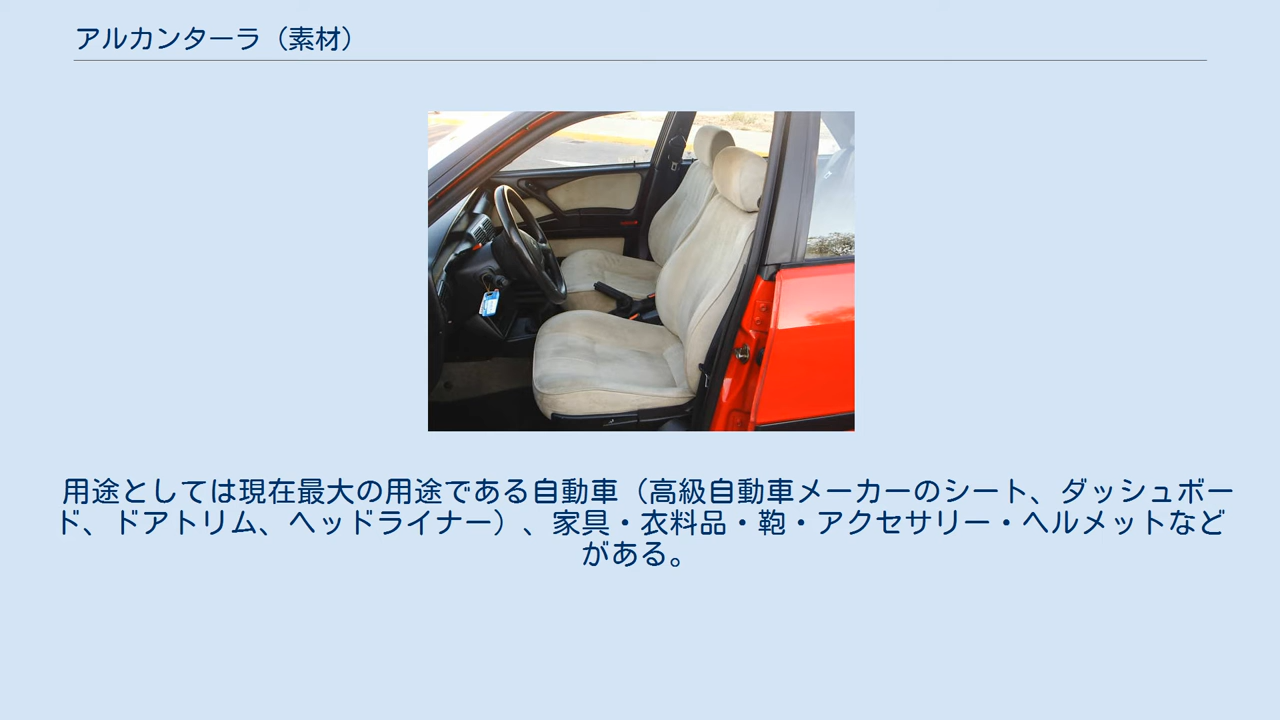 アルカンターラ（素材）
用途としては現在最大の用途である自動車（高級自動車メーカーのシート、ダッシュボー
ド、ドアトリム、ヘッドライナー）、家具・衣料品・鞄・アクセサリー・ヘルメットなど
がある。